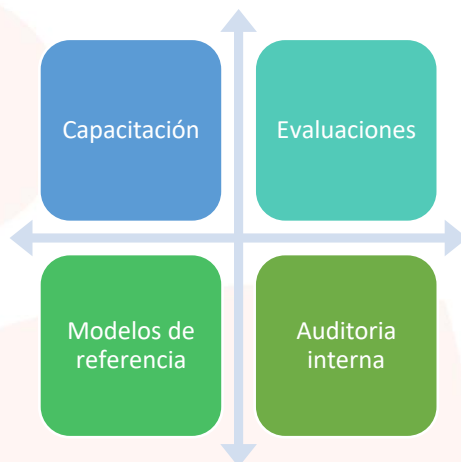 Capacitación
Evaluaciones
Modelos de
referencia
Auditoria
interna